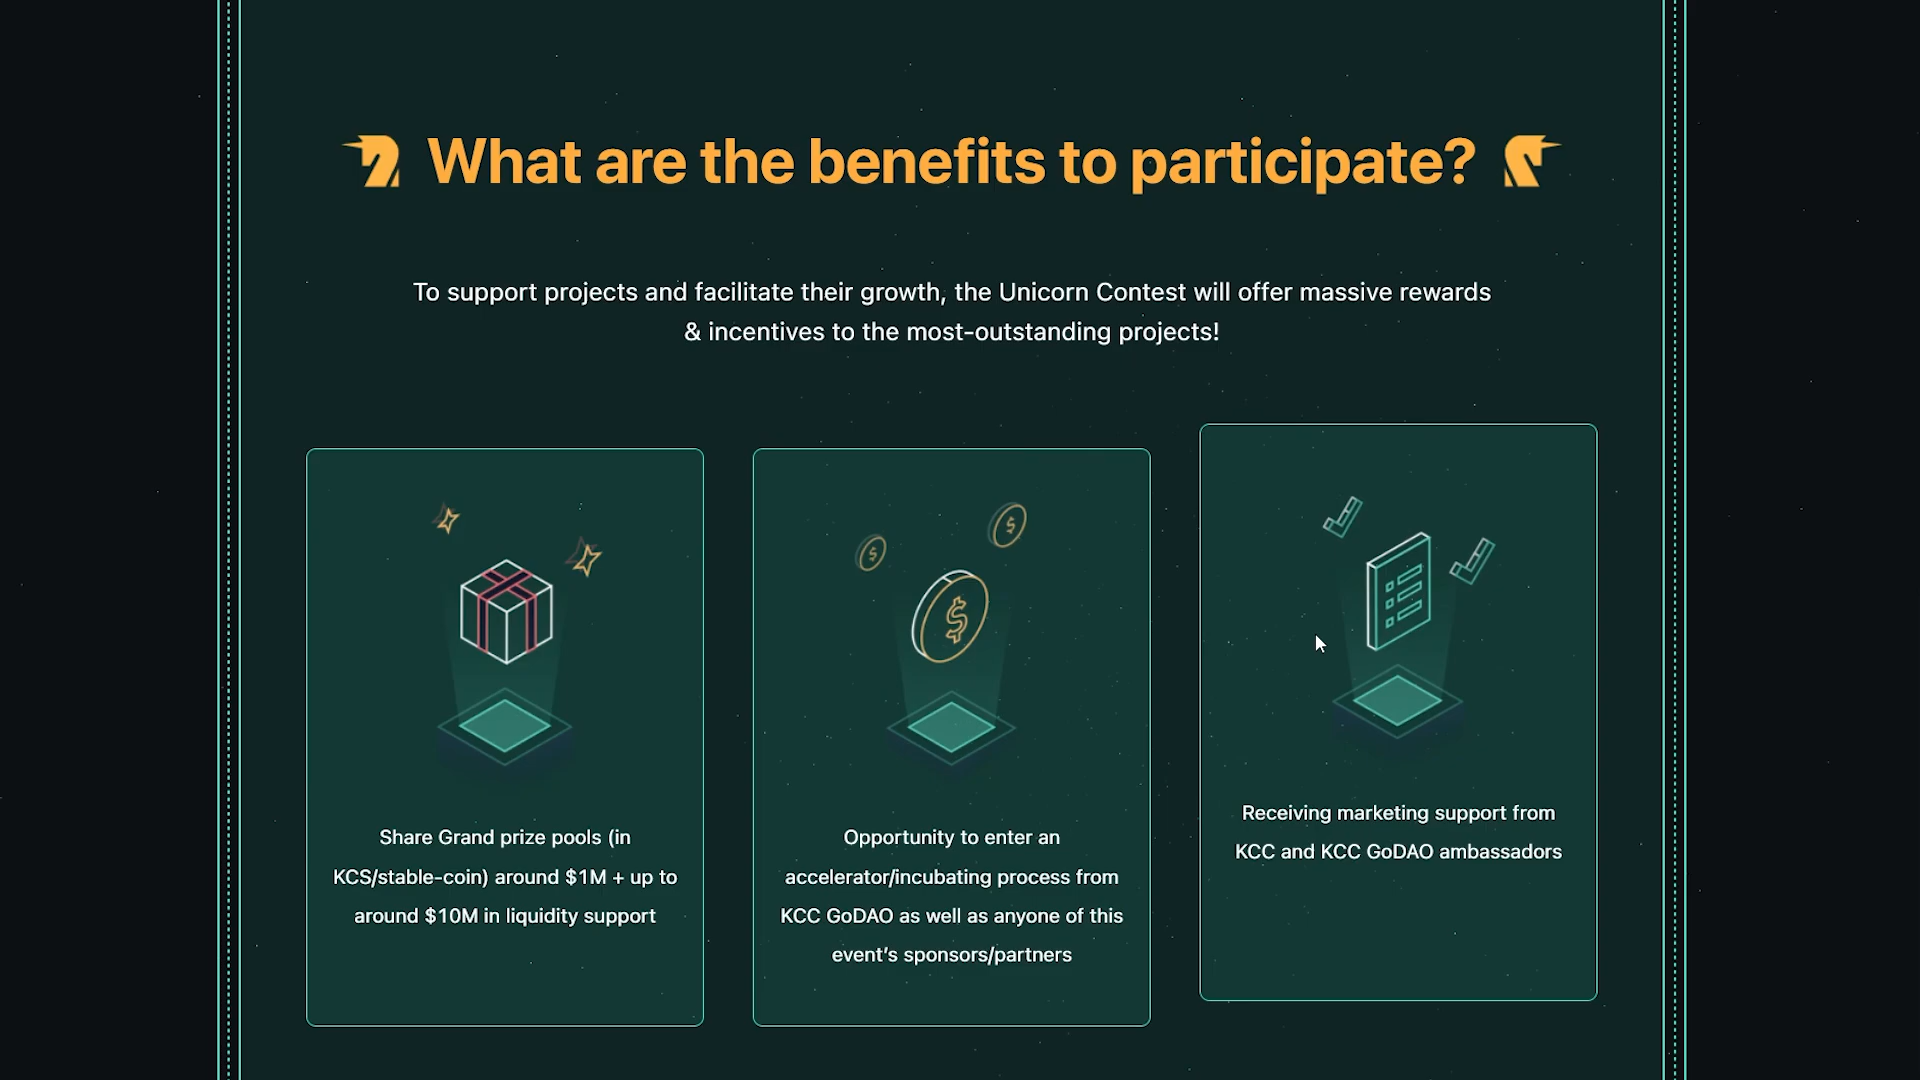 What are the benefits to participate?
To support projects and facilitate their growth, the Unicorn Contest will offer massive rewards
& incentives to the most-outstanding projects!
Share Grand prize pools (in
KCS/stable-coin) around $1M + up to
around $10M in liquidity support
Opportunity to enter an
accelerator/incubating process from
KCC GoDAO as well as anyone of this
event's sponsors/partners
Receiving marketing support from
KCC and KCC GoDAO ambassadors